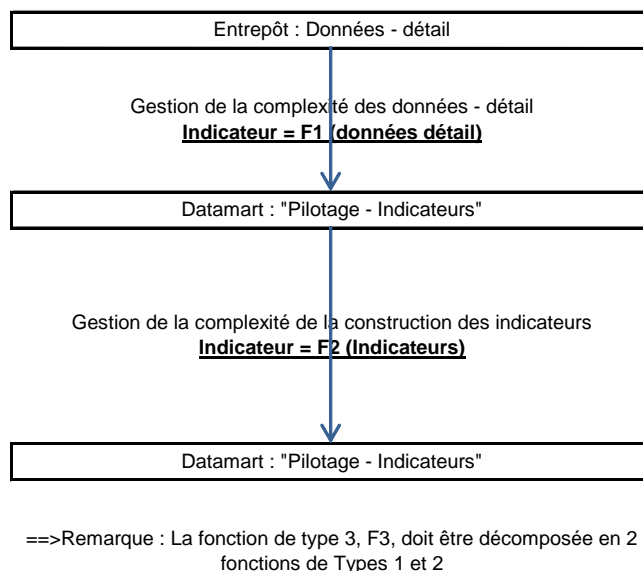 Entrepôt : Données - détail
Gestion de la complexité des données - détail
Indicateur = F1 (données détail)
Datamart : "Pilotage - Indicateurs"
Gestion de la complexité de la construction des indicateurs
Indicateur = F2 (Indicateurs)
Datamart : "Pilotage - Indicateurs"
==>Remarque : La fonction de type 3, F3, doit être décomposée en 2
fonctions de Types 1 et 2